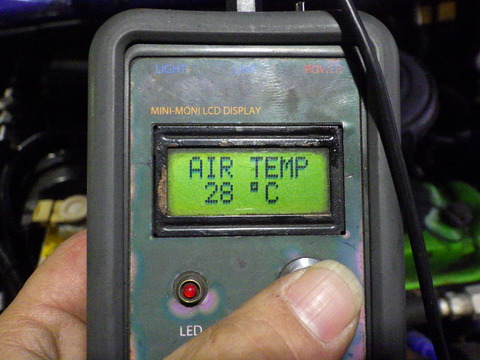 LIGHT POWER
MINI-MONI LCD DISPLAY
AIR TEMP
28 °C
LED